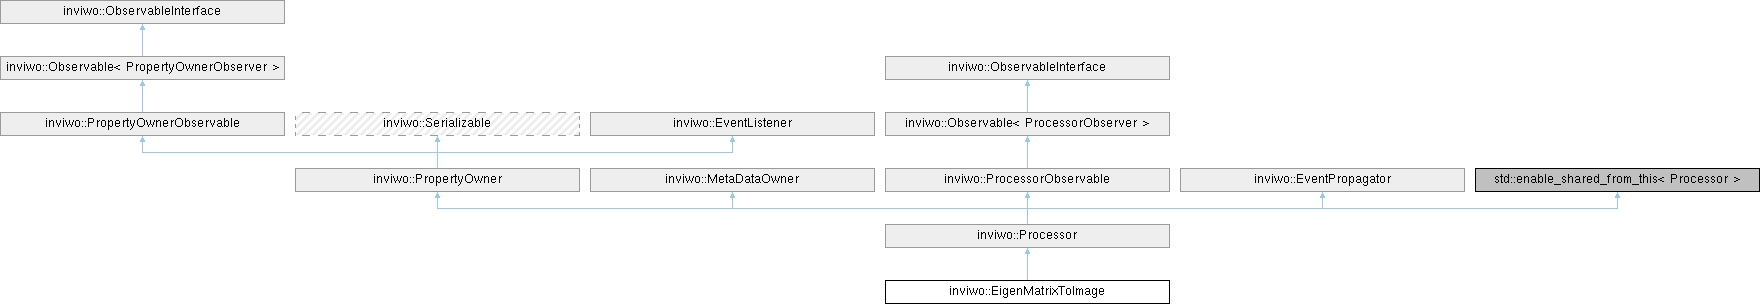 inviwo::ObservableInterface
inviwo::Observable< PropertyOwnerObserver >
inviwo::ObservableInterface
inviwo::PropertyOwnerObservable
inviwo::Serializable
inviwo::EventListener
inviwo::Observable< ProcessorObserver >
inviwo::PropertyOwner
inviwo::MetaDataOwner
inviwo::ProcessorObservable
inviwo::EventPropagator
std::enable_shared_from_this< Processor >
inviwo::Processor
inviwo::EigenMatrixToImage